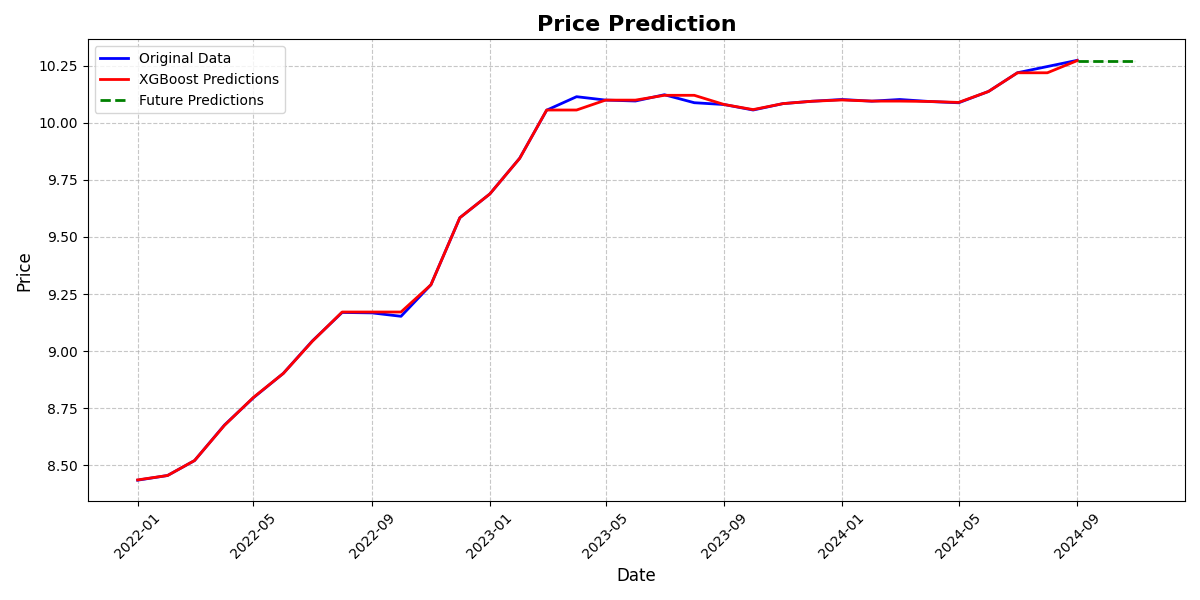 Price Prediction
Original Data
XGBoost Predictions
Future Predictions
10.25
10.00
9.75
9.50
9.25
9.00
8.75
8.50
Price
2022-01
2022-05
2022-09
2023-01
2023-05
2023-09
2024-01
2024-05
2024-09
Date